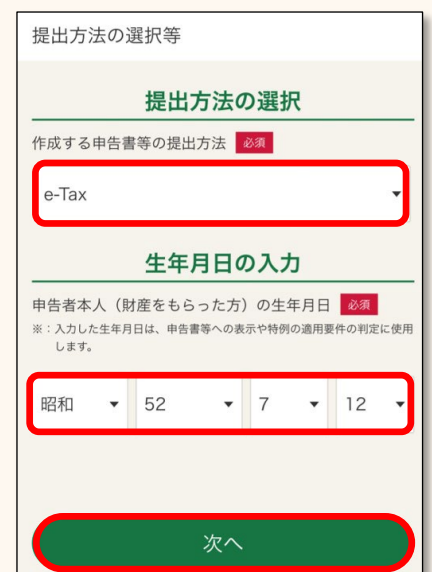 提出方法の選択等
提出方法の選択
作成する申告書等の提出方法 必須
e-Tax
生年月日の入力
申告者本人（財産をもらった方）の生年月日 必須
※：入力した生年月日は、申告書等への表示や特例の適用要件の判定に使用
します。
昭和 52 7 12
次へ